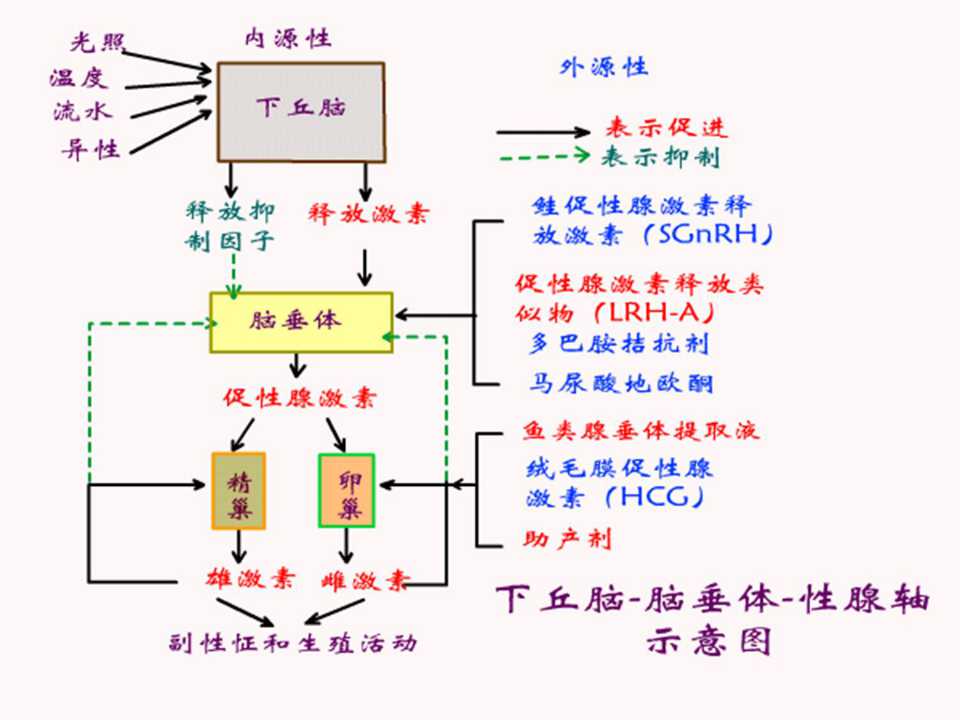 光照
温度
流水
异性
内源性
下丘脑
外源性
表示促进
表示抑制
释放抑
制因子
释放激素
脑垂体
促性腺激素
精
巢
卵
巢
雄激素
雌激素
副性怔和生殖活动
鲑促性腺激素释
放激素（SGnRH）
促性腺激素释放类
似物（LRH-A）
多巴胺拮抗剂
马尿酸地欧酮
鱼类腺垂体提取液
绒毛膜促性腺
激素（HCG）
助产剂
下丘脑-脑垂体-性腺轴
示意图